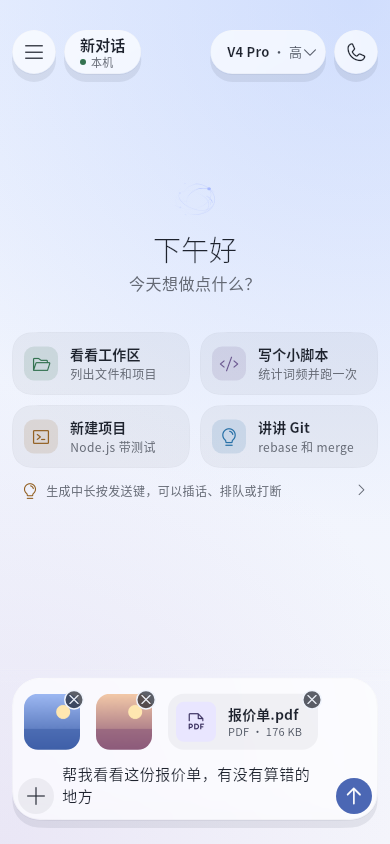 新对话
本机
V4 Pro · 高
下午好
今天想做点什么？
看看工作区
列出文件和项目
写个小脚本
统计词频并跑一次
新建项目
Node.js 带测试
讲讲 Git
rebase 和 merge
生成中长按发送键，可以插话、排队或打断
PDF
报价单.pdf
PDF · 176 KB
帮我看看这份报价单，有没有算错的
地方